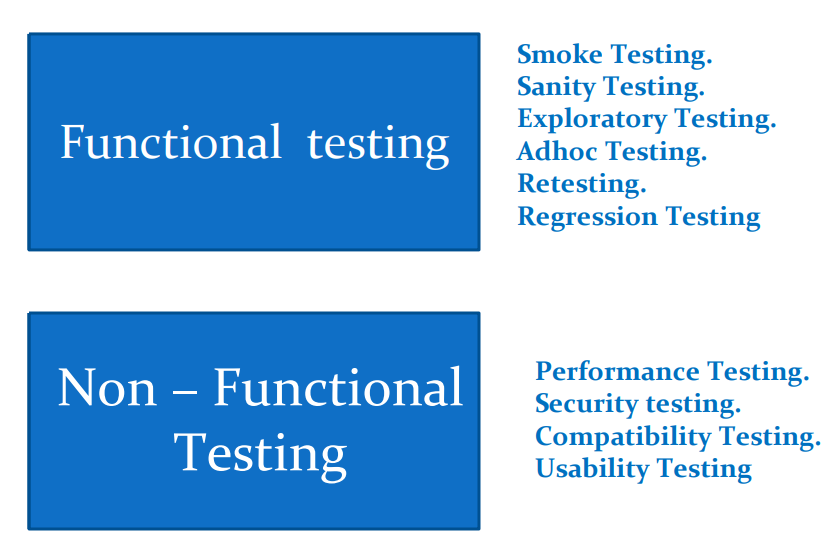 Functional testing
Smoke Testing.
Sanity Testing.
Exploratory Testing.
Adhoc Testing.
Retesting.
Regression Testing
Non – Functional
Testing
Performance Testing.
Security testing.
Compatibility Testing.
Usability Testing